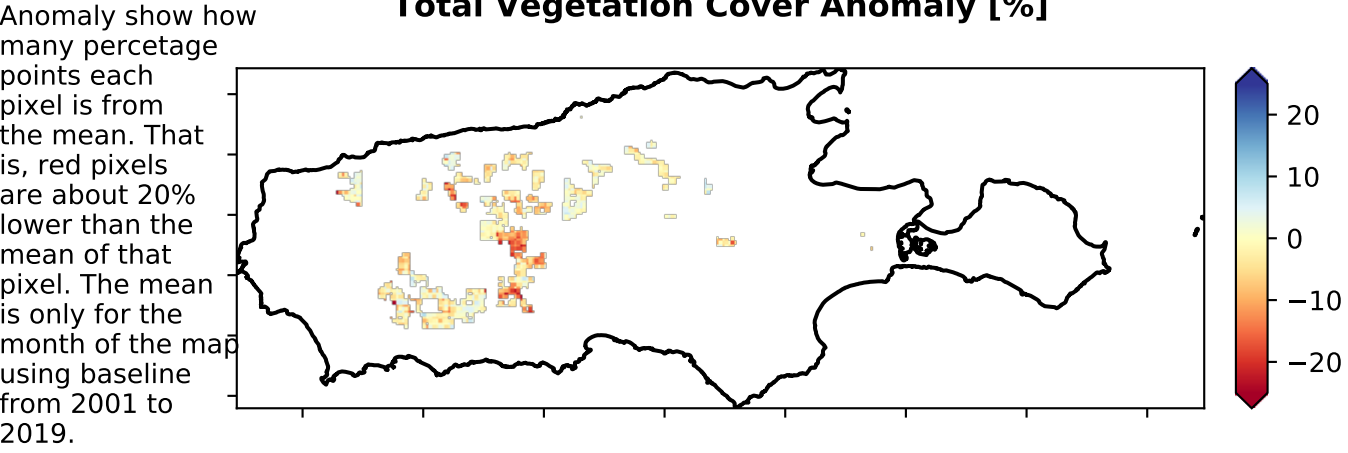 Anomaly show how
many percetage
points each
pixel is from
the mean. That
is, red pixels
are about 20%
lower than the
mean of that
pixel. The mean
is only for the
month of the map
using baseline
from 2001 to
2019.
Total Vegetation Cover Anomaly [%]
20
10
0
−10
−20